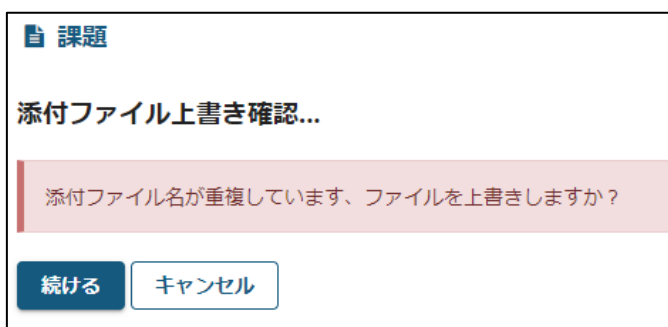 課題
添付ファイル上書き確認...
添付ファイル名が重複しています、ファイルを上書きしますか？
続ける
キャンセル